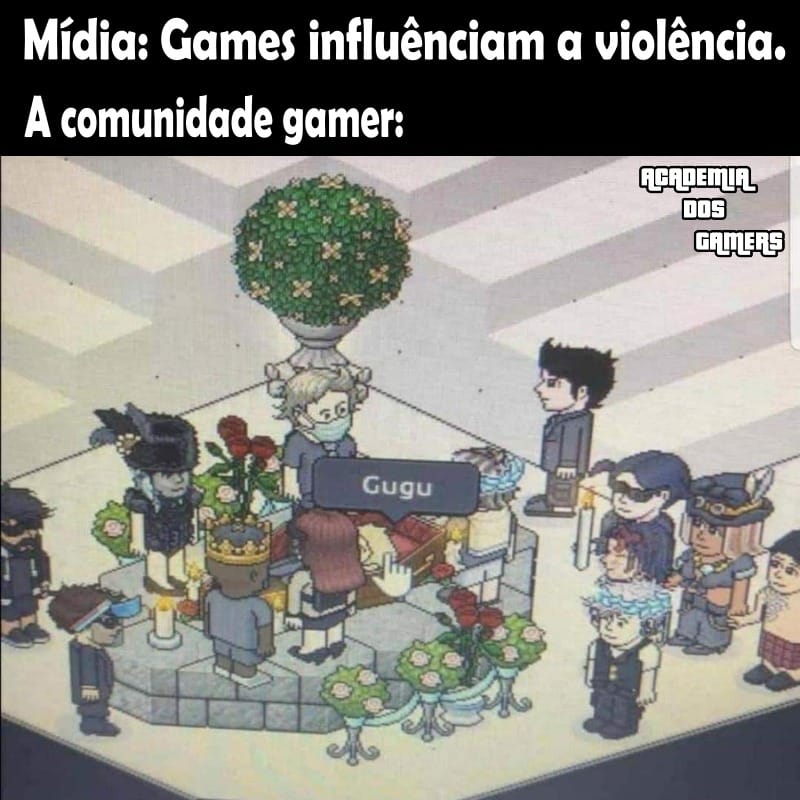 Mídia: Games influênciam a violência.
A comunidade gamer:
ACADEMIA
DOS
GAMERS
Gugu